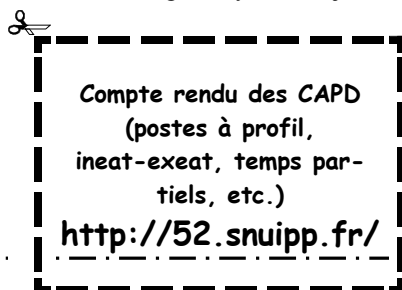 Compte rendu des CAPD
(postes à profil,
ineat-exeat, temps par-
tiels, etc.)
http://52.snuipp.fr/